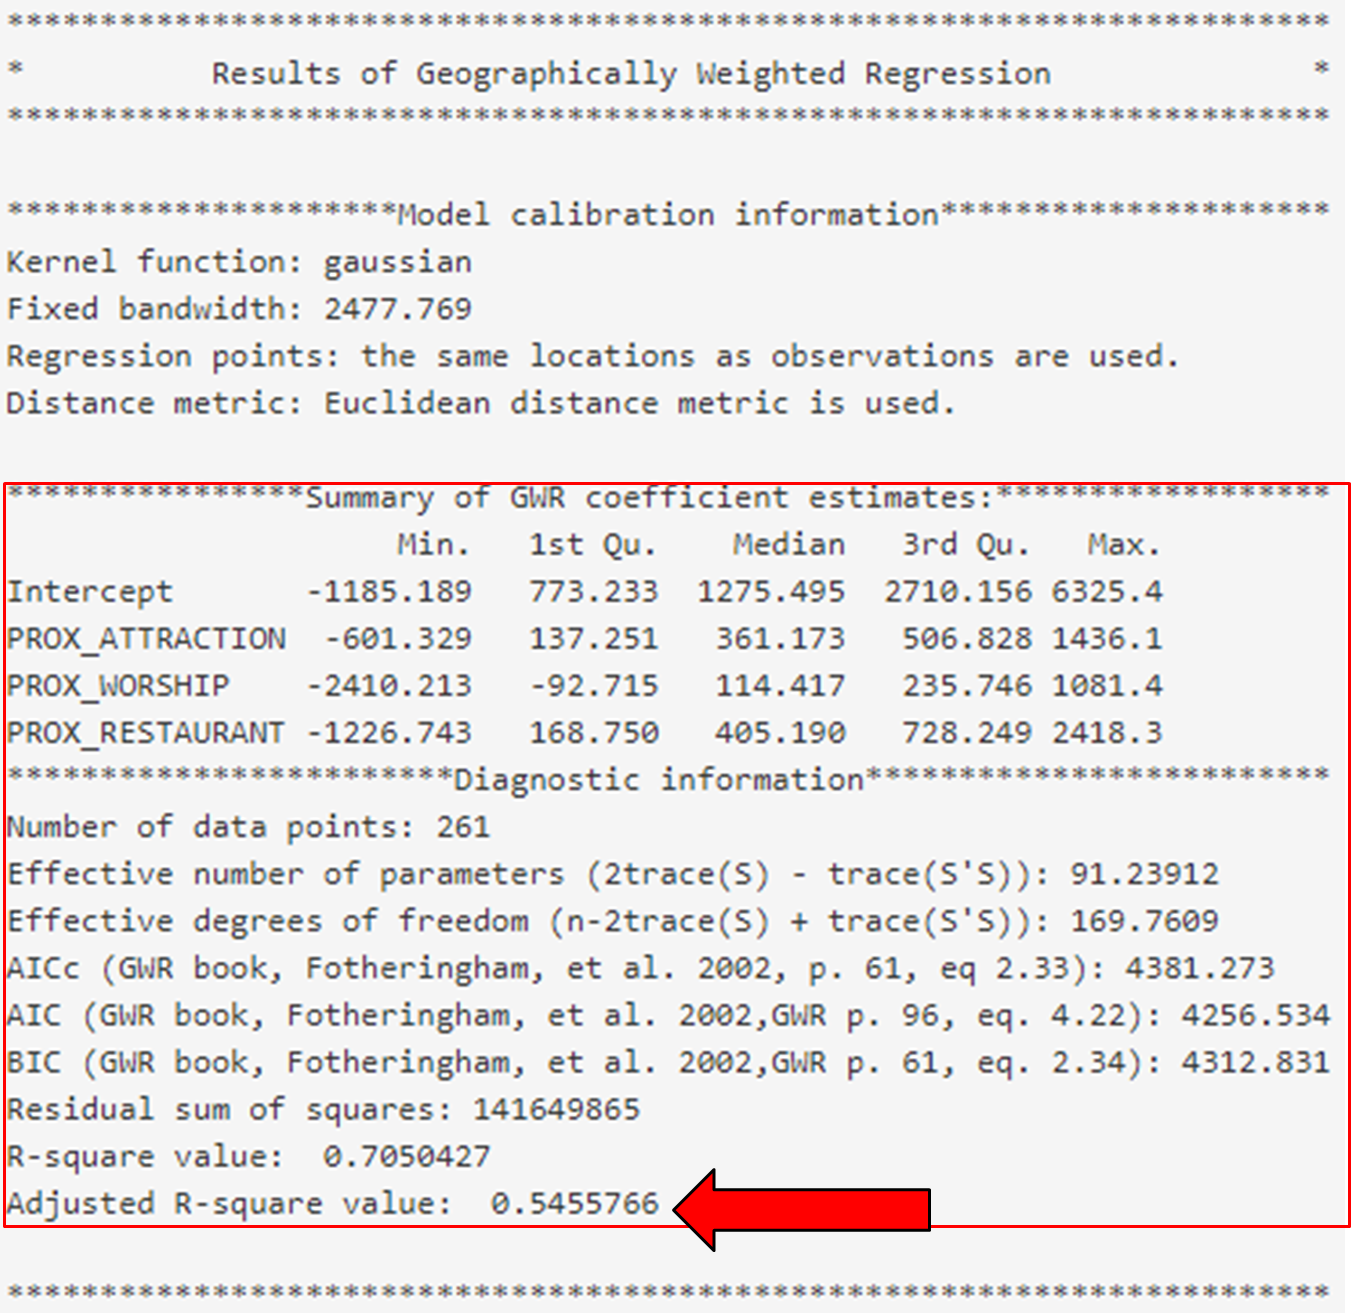 ***********************************************************************
*          Results of Geographically Weighted Regression              *
***********************************************************************
*********************Model calibration information*********************
Kernel function: gaussian
Fixed bandwidth: 2477.769
Regression points: the same locations as observations are used.
Distance metric: Euclidean distance metric is used.
****************Summary of GWR coefficient estimates:******************
                     Min.   1st Qu.    Median   3rd Qu.   Max.
Intercept       -1185.189   773.233  1275.495  2710.156 6325.4
PROX_ATTRACTION  -601.329   137.251   361.173   506.828 1436.1
PROX_WORSHIP    -2410.213   -92.715   114.417   235.746 1081.4
PROX_RESTAURANT -1226.743   168.750   405.190   728.249 2418.3
************************Diagnostic information*************************
Number of data points: 261
Effective number of parameters (2trace(S) - trace(S'S)): 91.23912
Effective degrees of freedom (n-2trace(S) + trace(S'S)): 169.7609
AICc (GWR book, Fotheringham, et al. 2002, p. 61, eq 2.33): 4381.273
AIC (GWR book, Fotheringham, et al. 2002,GWR p. 96, eq. 4.22): 4256.534
BIC (GWR book, Fotheringham, et al. 2002,GWR p. 61, eq. 2.34): 4312.831
Residual sum of squares: 141649865
R-square value:  0.7050427
Adjusted R-square value:  0.5455766
***********************************************************************